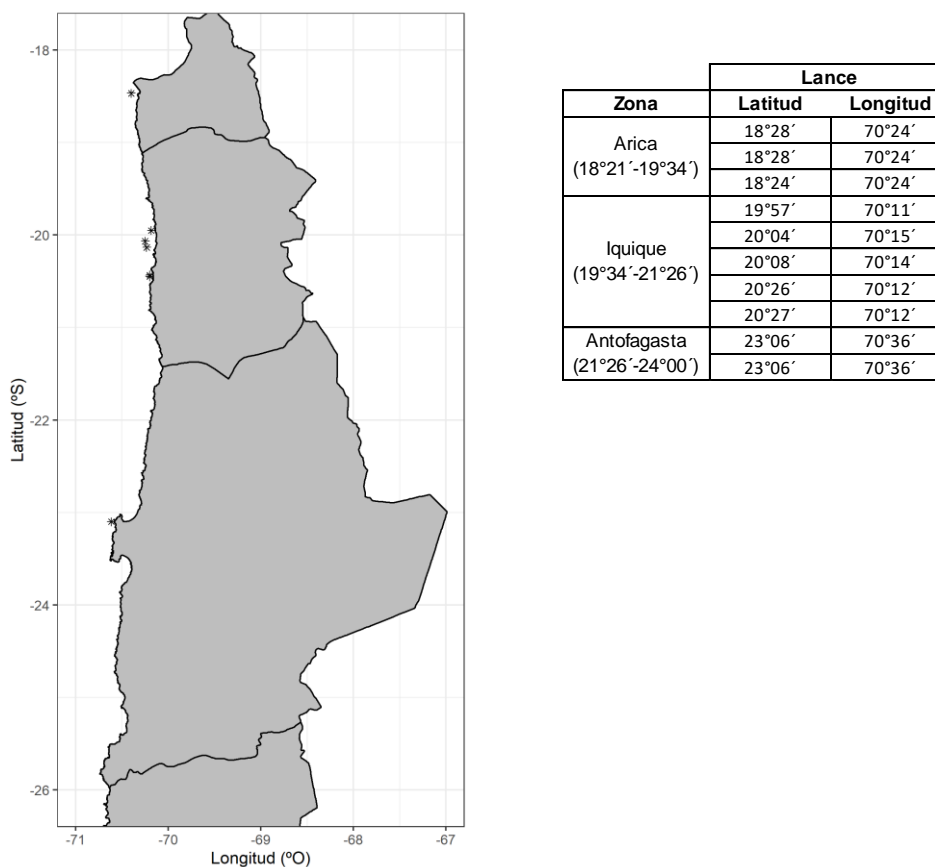 -18
-20
-22
-24
-26
Latitud (ºS)
-71 -70 -69 -68 -67
Longitud (ºO)
Lance
Zona Latitud Longitud
Arica
(18°21´-19°34´)
18°28´ 70°24´
18°28´ 70°24´
18°24´ 70°24´
Iquique
(19°34´-21°26´)
19°57´ 70°11´
20°04´ 70°15´
20°08´ 70°14´
20°26´ 70°12´
20°27´ 70°12´
Antofagasta
(21°26´-24°00´)
23°06´ 70°36´
23°06´ 70°36´